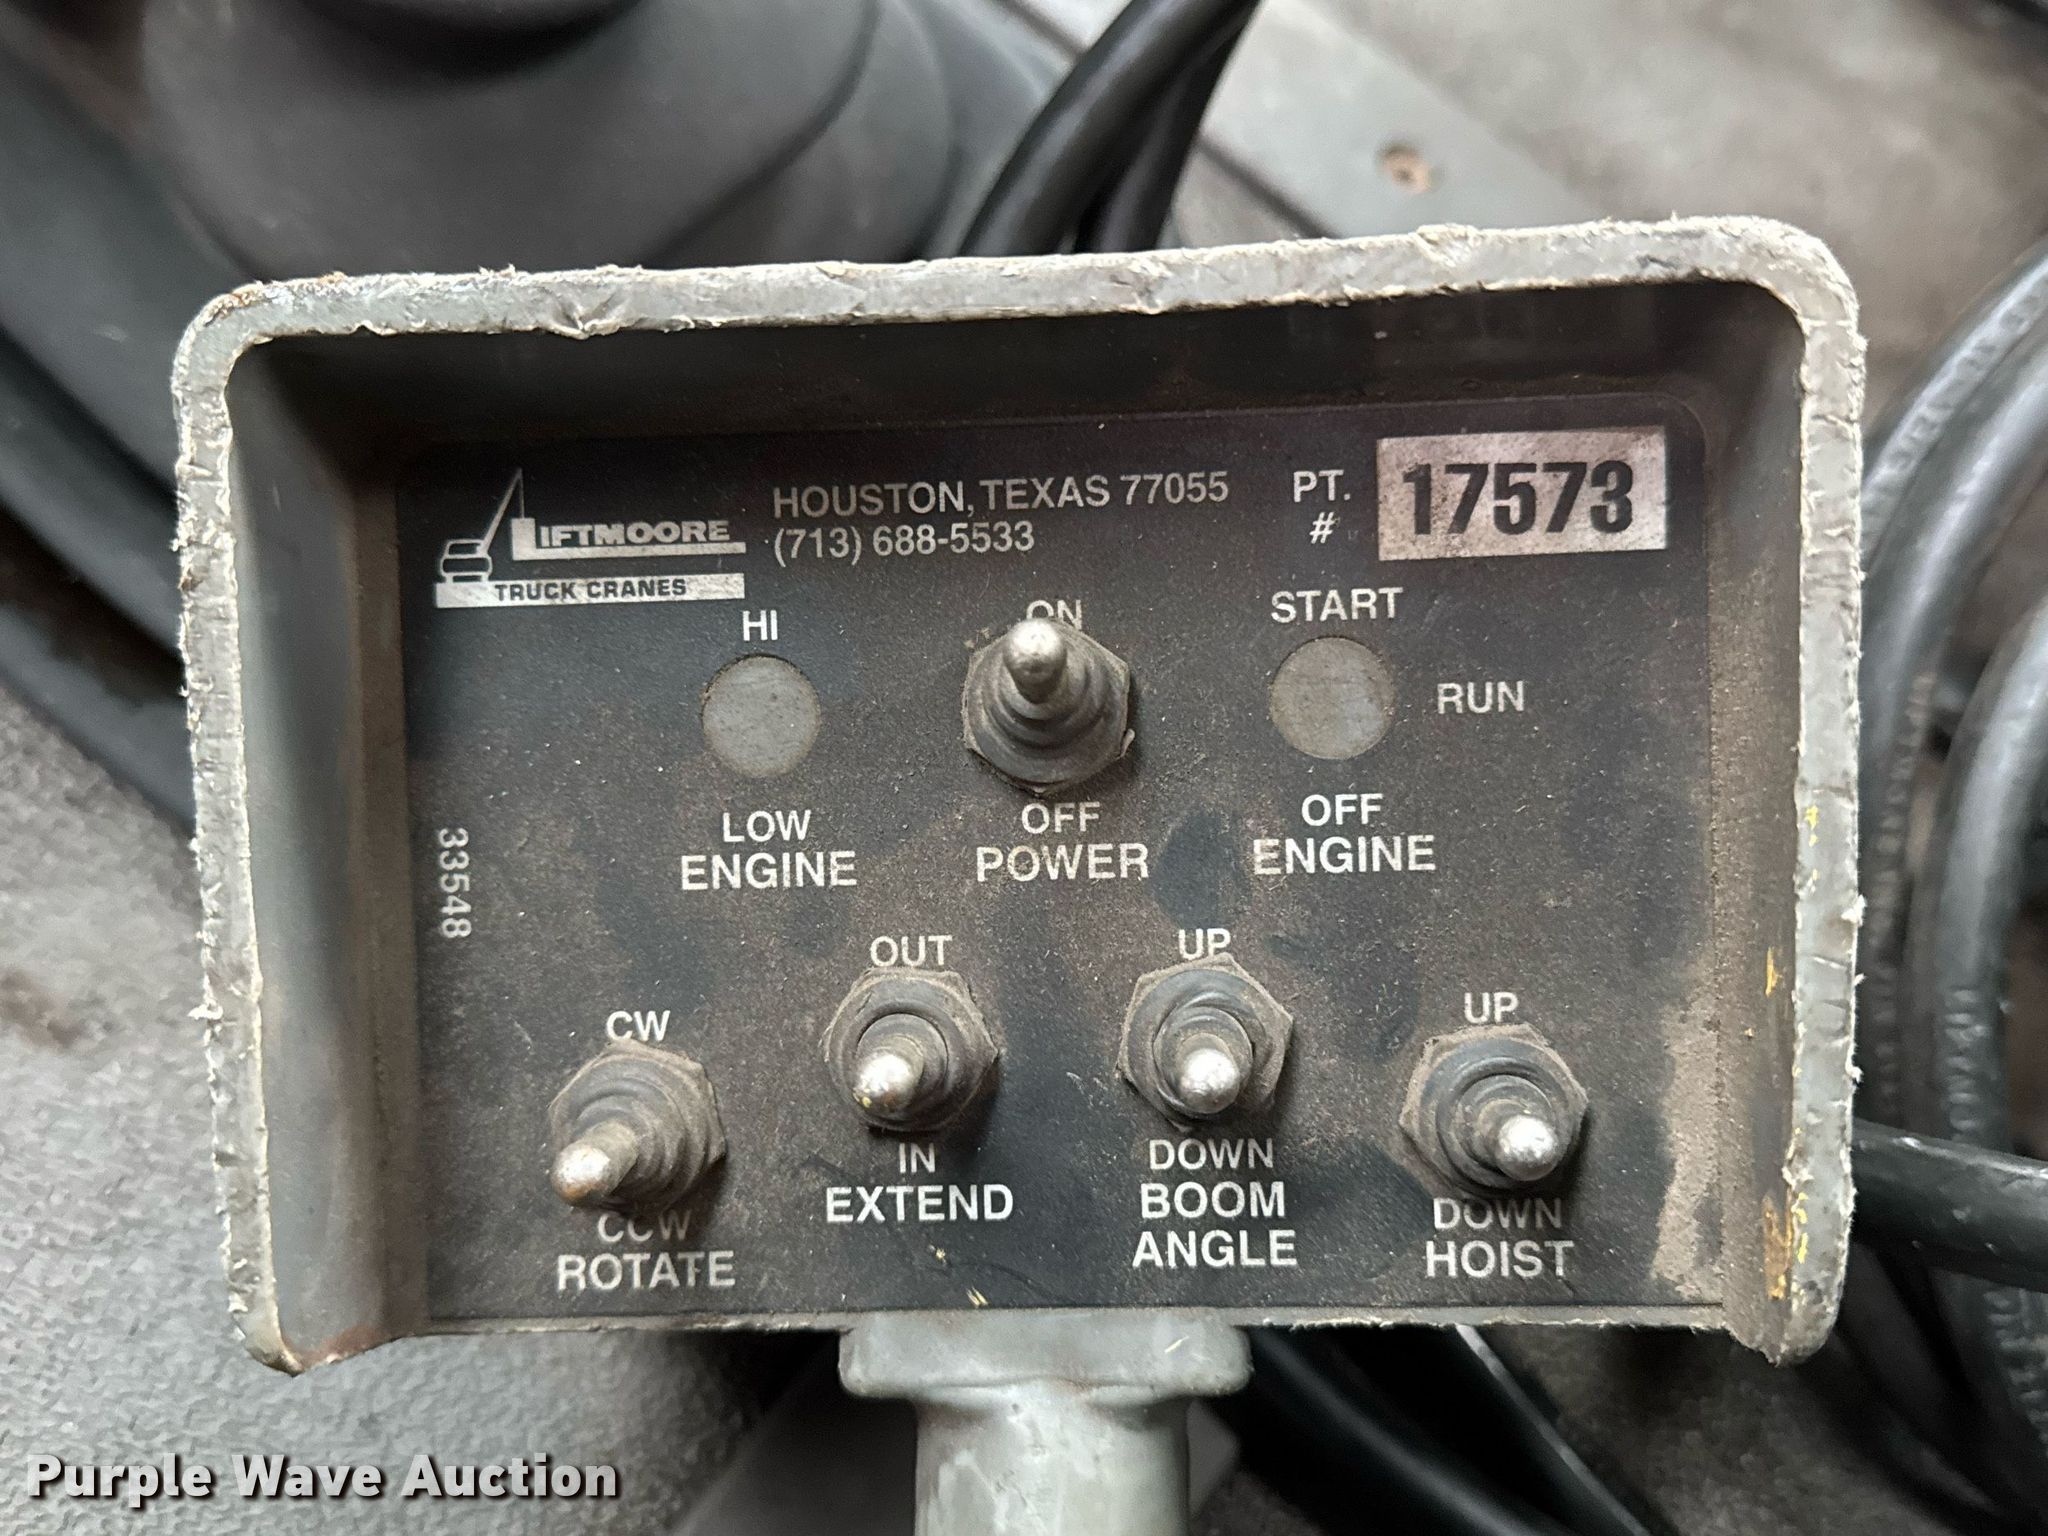 LIFTMOORE
TRUCK CRANES
HOUSTON, TEXAS 77055
(713) 688-5533
PT.
#
17573
HI
LOW
ENGINE
ON
OFF
POWER
START
RUN
OFF
ENGINE
33548
CW
CCW
ROTATE
OUT
IN
EXTEND
UP
DOWN
BOOM
ANGLE
UP
DOWN
HOIST
Purple Wave Auction